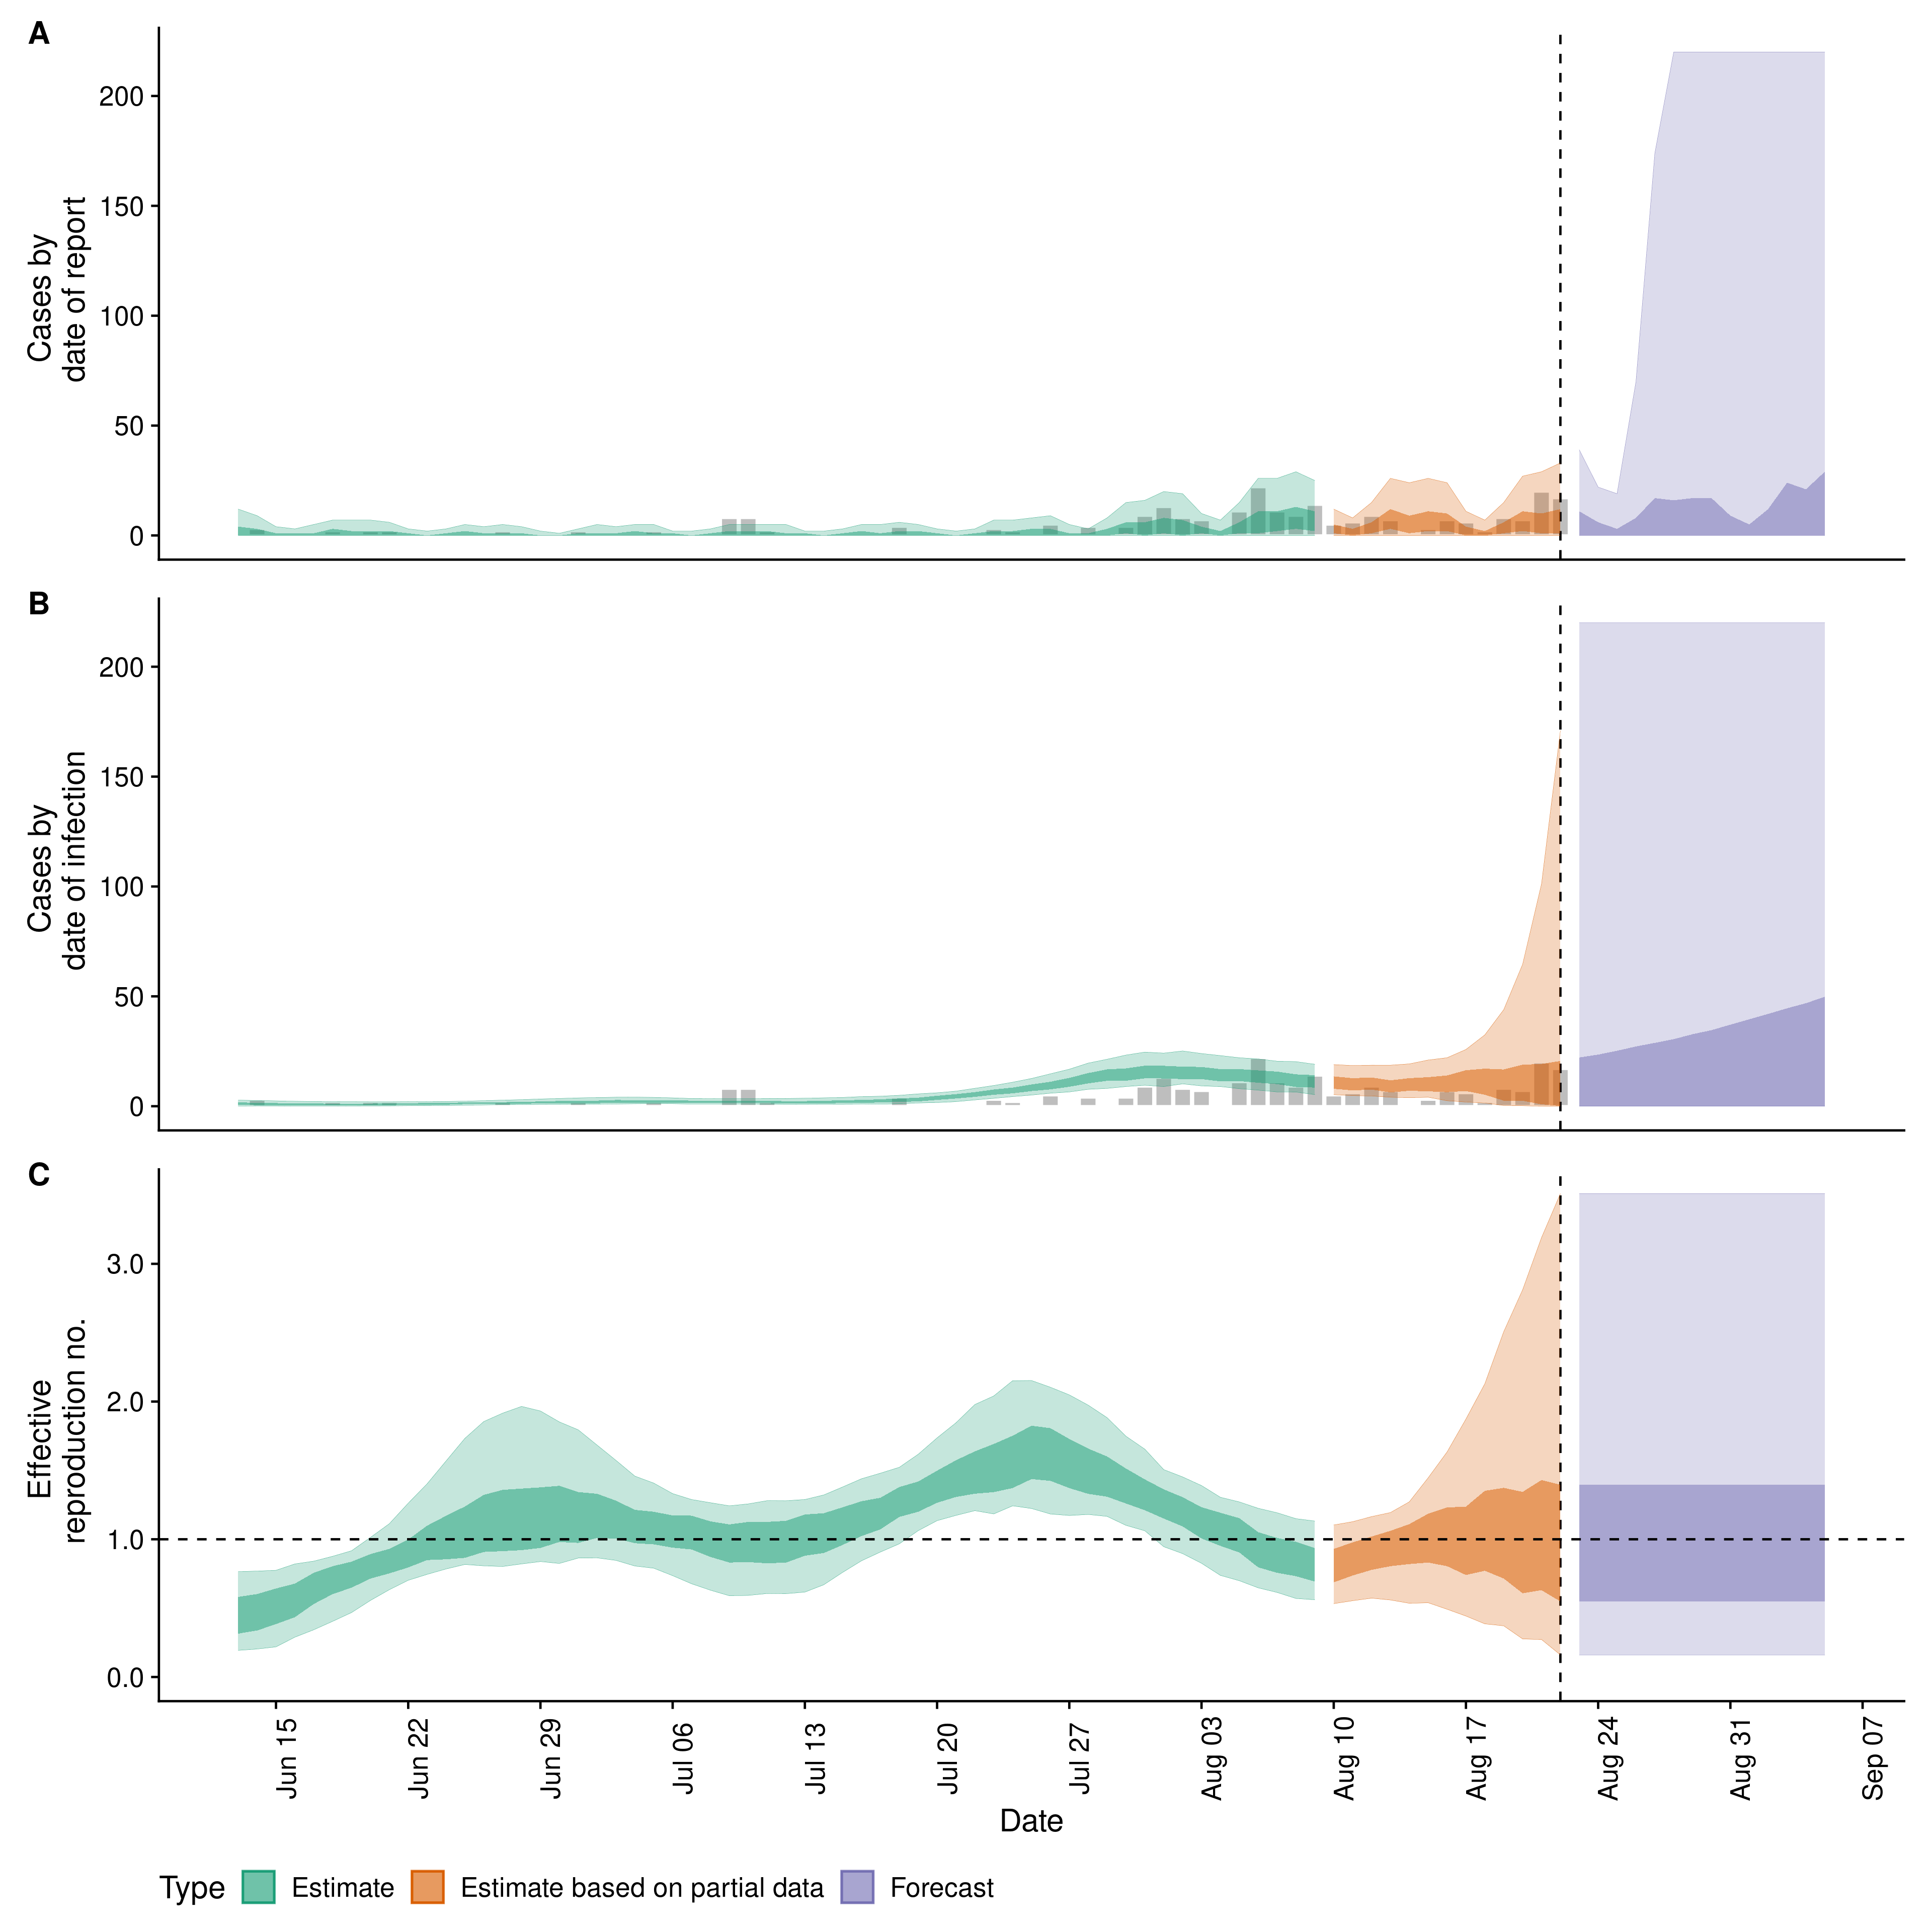 A
Cases by
date of report
200
150
100
50
0
B
Cases by
date of infection
200
150
100
50
0
C
Effective
reproduction no.
3.0
2.0
1.0
0.0
Jun 15
Jun 22
Jun 29
Jul 06
Jul 13
Jul 20
Jul 27
Aug 03
Aug 10
Aug 17
Aug 24
Aug 31
Sep 07
Date
Type Estimate Estimate based on partial data Forecast